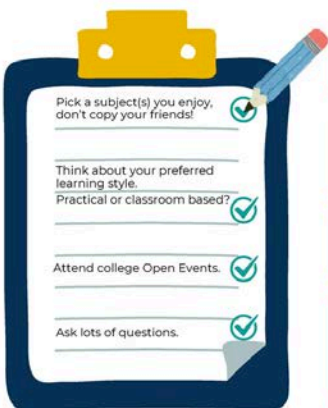 Pick a subject(s) you enjoy,
don't copy your friends!
Think about your preferred
learning style.
Practical or classroom based?
Attend college Open Events.
Ask lots of questions.